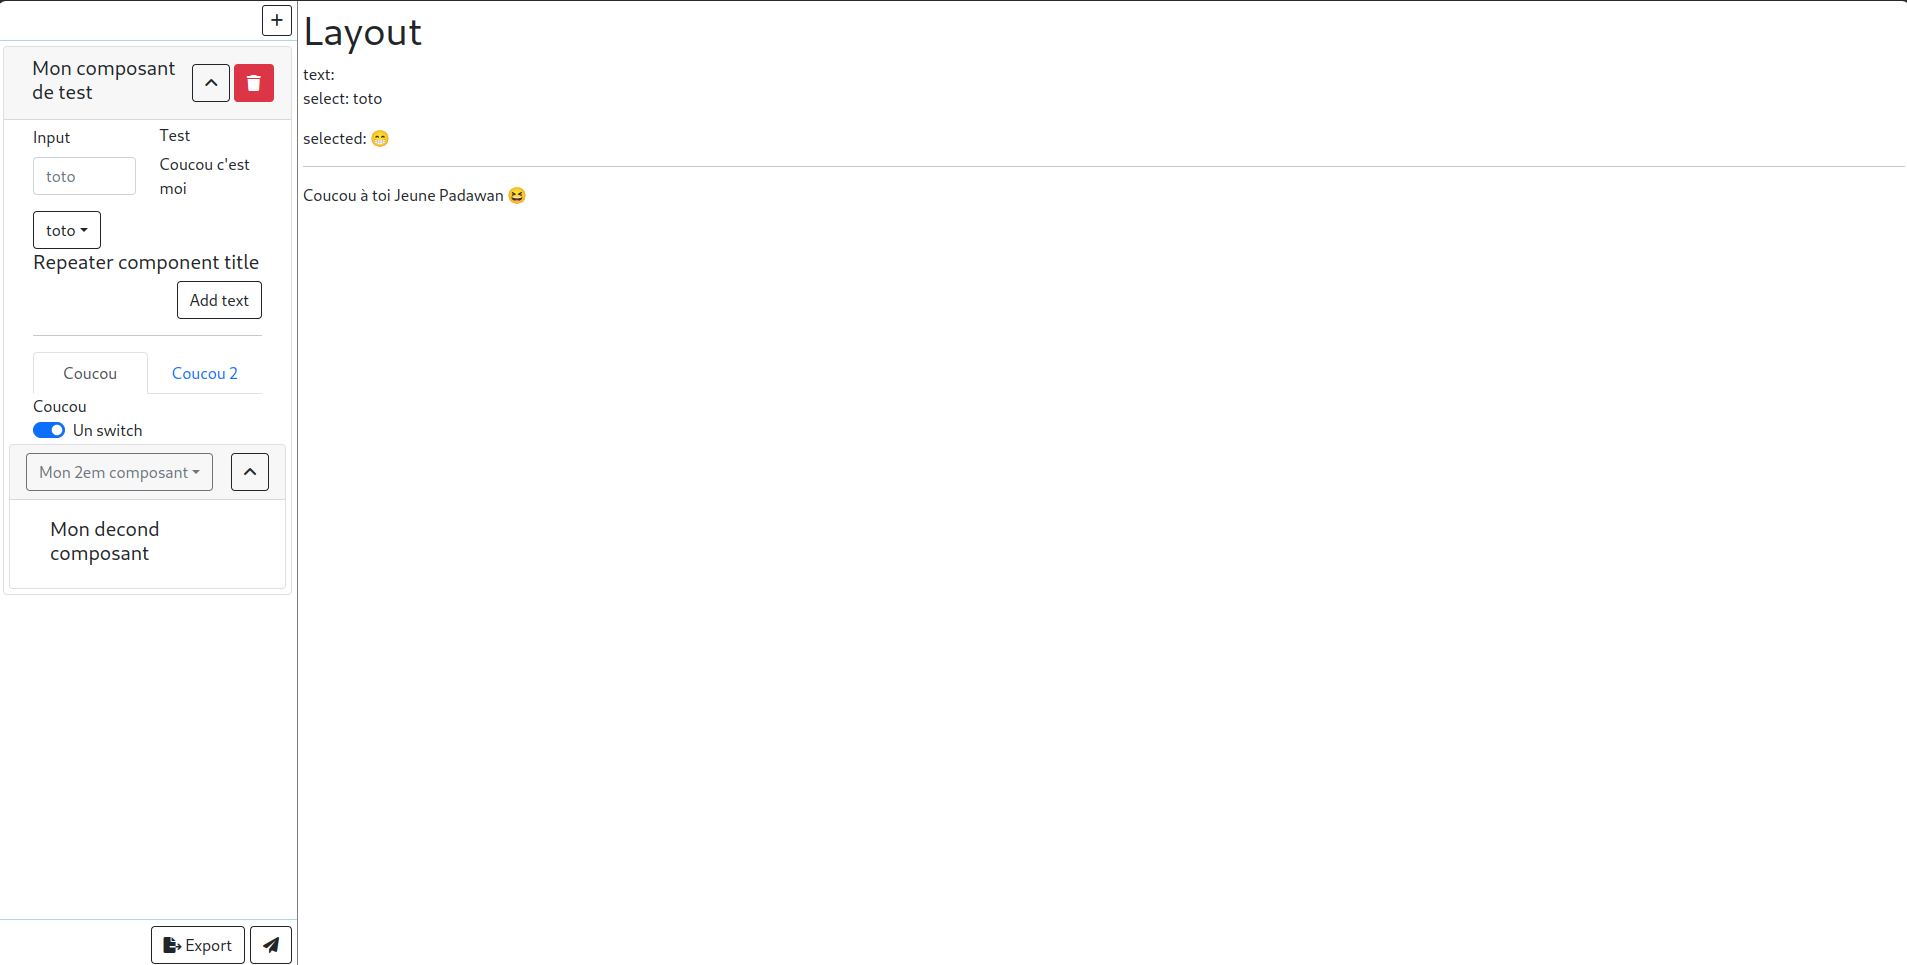 +
Mon composant
de test
Input
Test
toto
Coucou c'est
moi
toto
Repeater component title
Add text
Coucou
Coucou 2
Coucou
Un switch
Mon 2em composant
Mon decond
composant
Export
Layout
text:
select: toto
selected: 😁
Coucou à toi Jeune Padawan 😆